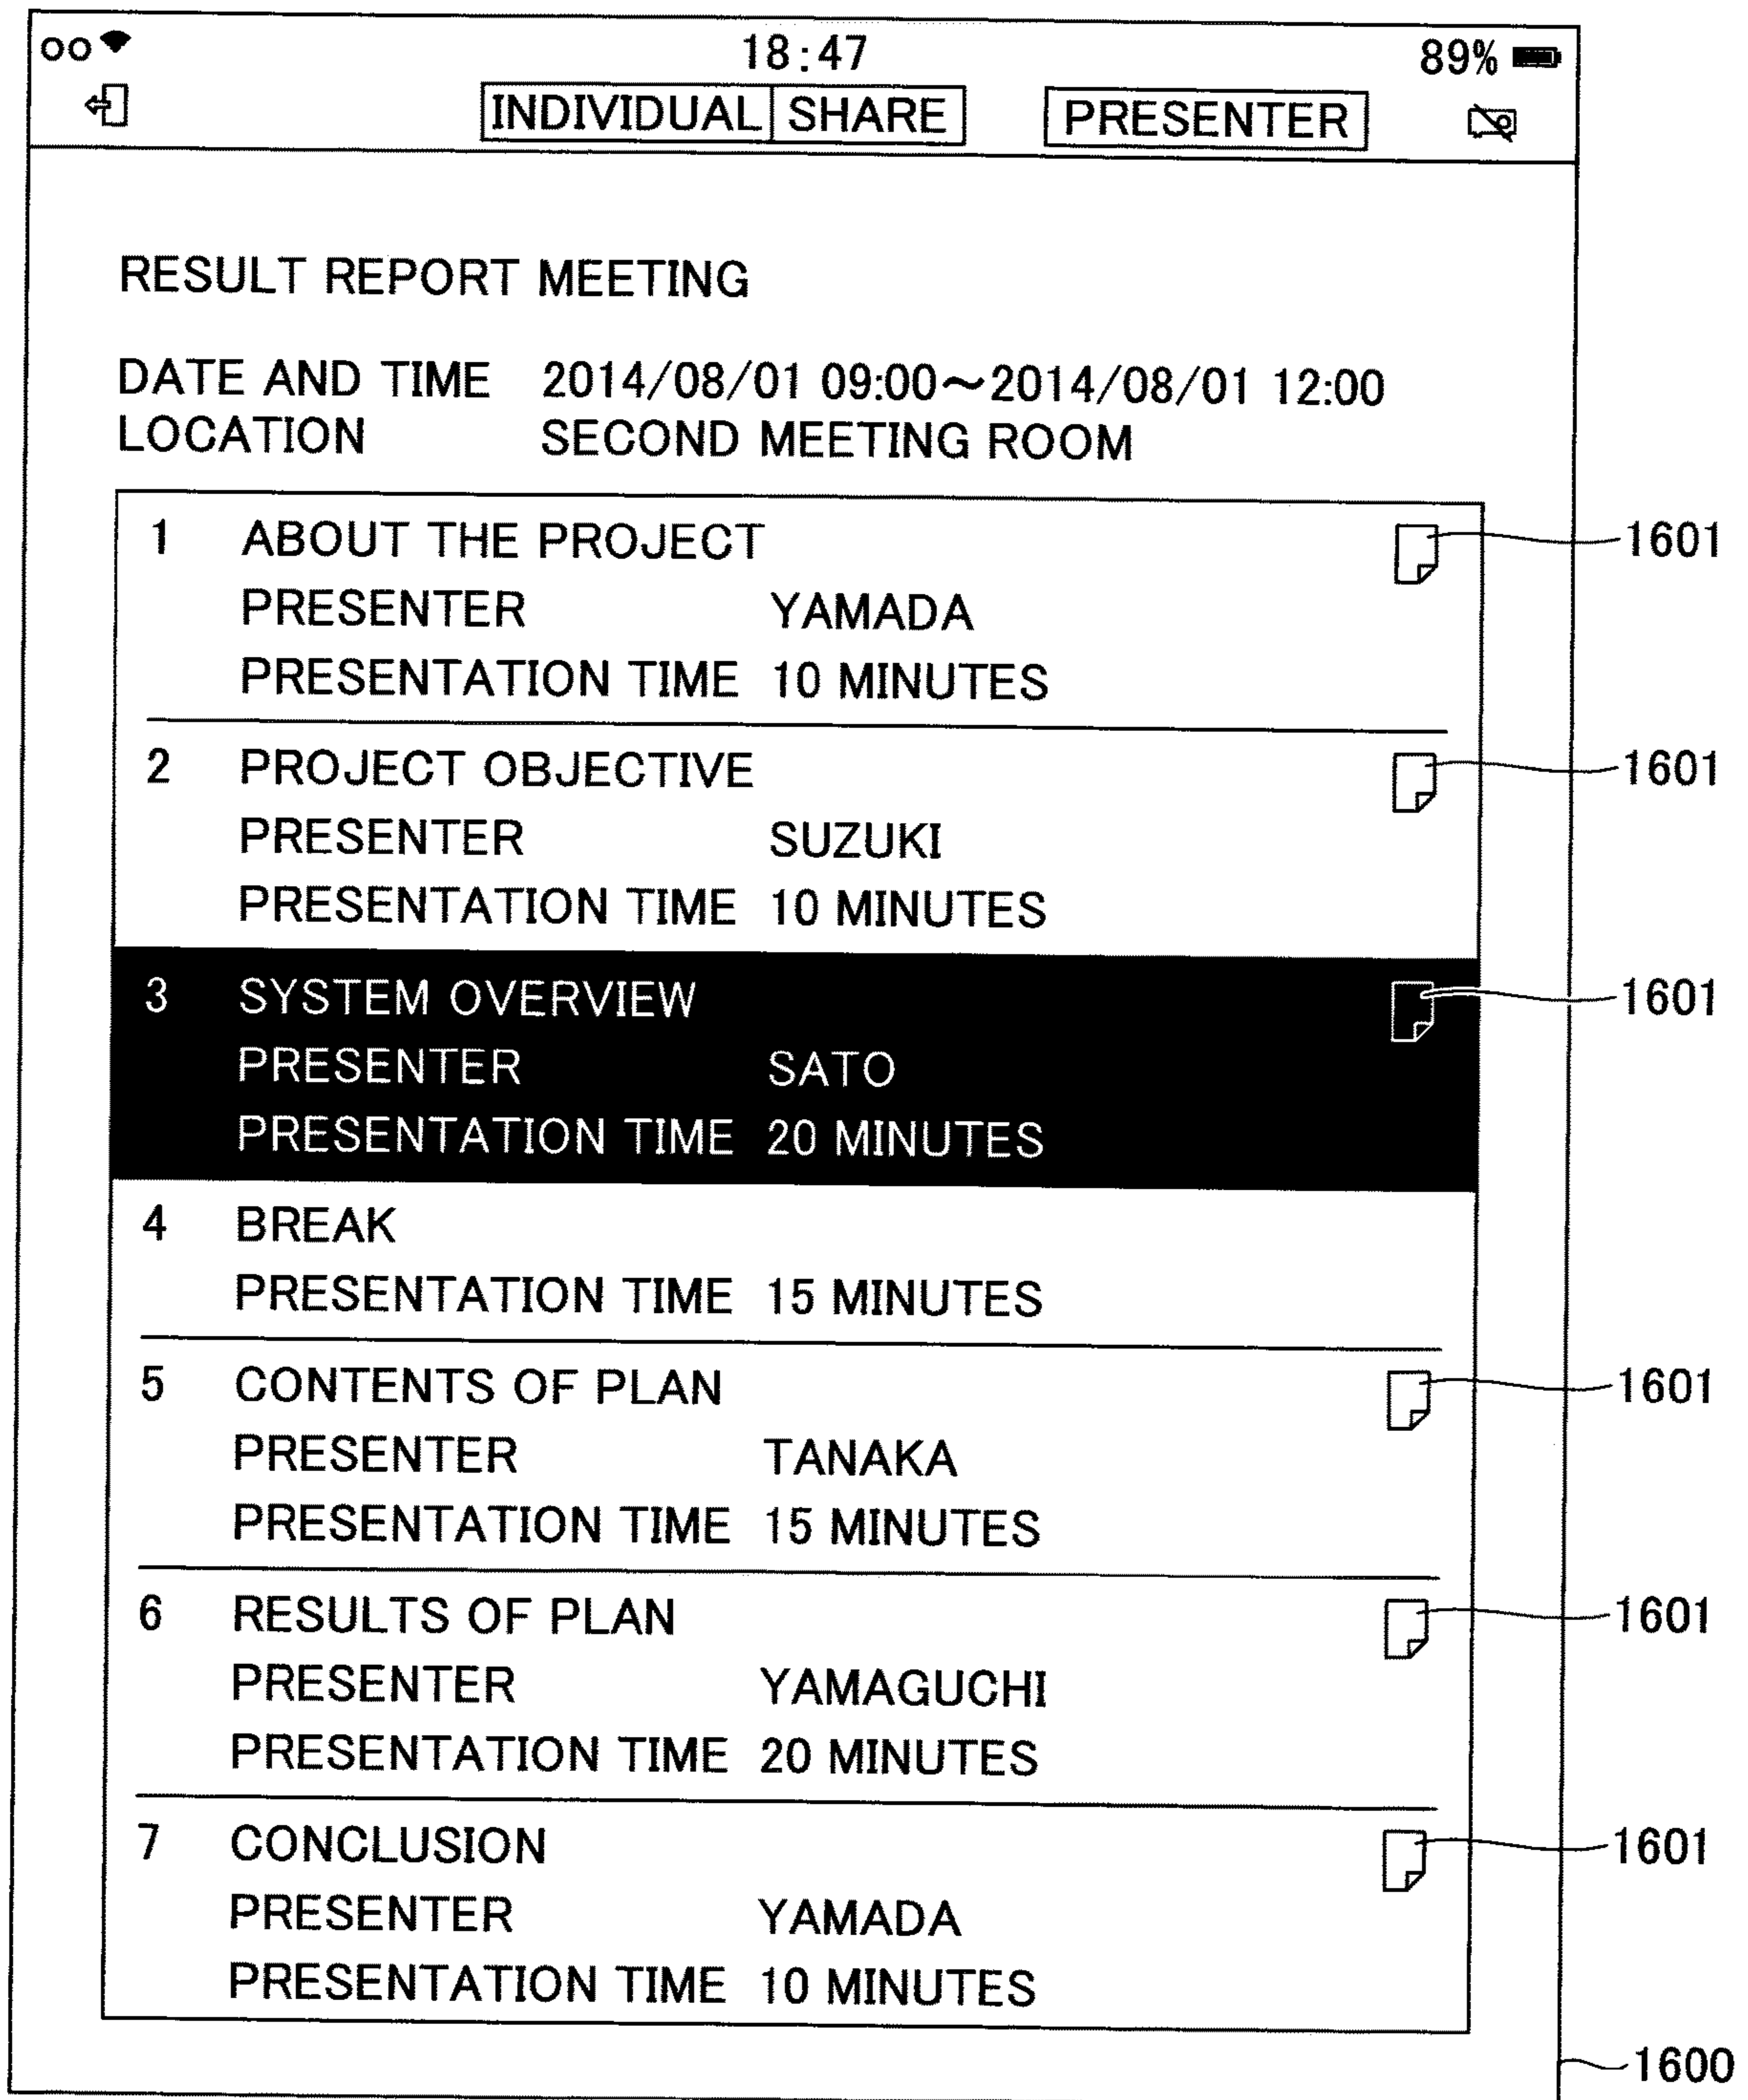 18:47 89%
INDIVIDUAL SHARE PRESENTER
RESULT REPORT MEETING
DATE AND TIME 2014/08/01 09:00～2014/08/01 12:00
LOCATION SECOND MEETING ROOM
1 ABOUT THE PROJECT 1601
PRESENTER YAMADA
PRESENTATION TIME 10 MINUTES
2 PROJECT OBJECTIVE 1601
PRESENTER SUZUKI
PRESENTATION TIME 10 MINUTES
3 SYSTEM OVERVIEW 1601
PRESENTER SATO
PRESENTATION TIME 20 MINUTES
4 BREAK
PRESENTATION TIME 15 MINUTES
5 CONTENTS OF PLAN 1601
PRESENTER TANAKA
PRESENTATION TIME 15 MINUTES
6 RESULTS OF PLAN 1601
PRESENTER YAMAGUCHI
PRESENTATION TIME 20 MINUTES
7 CONCLUSION 1601
PRESENTER YAMADA
PRESENTATION TIME 10 MINUTES
1600